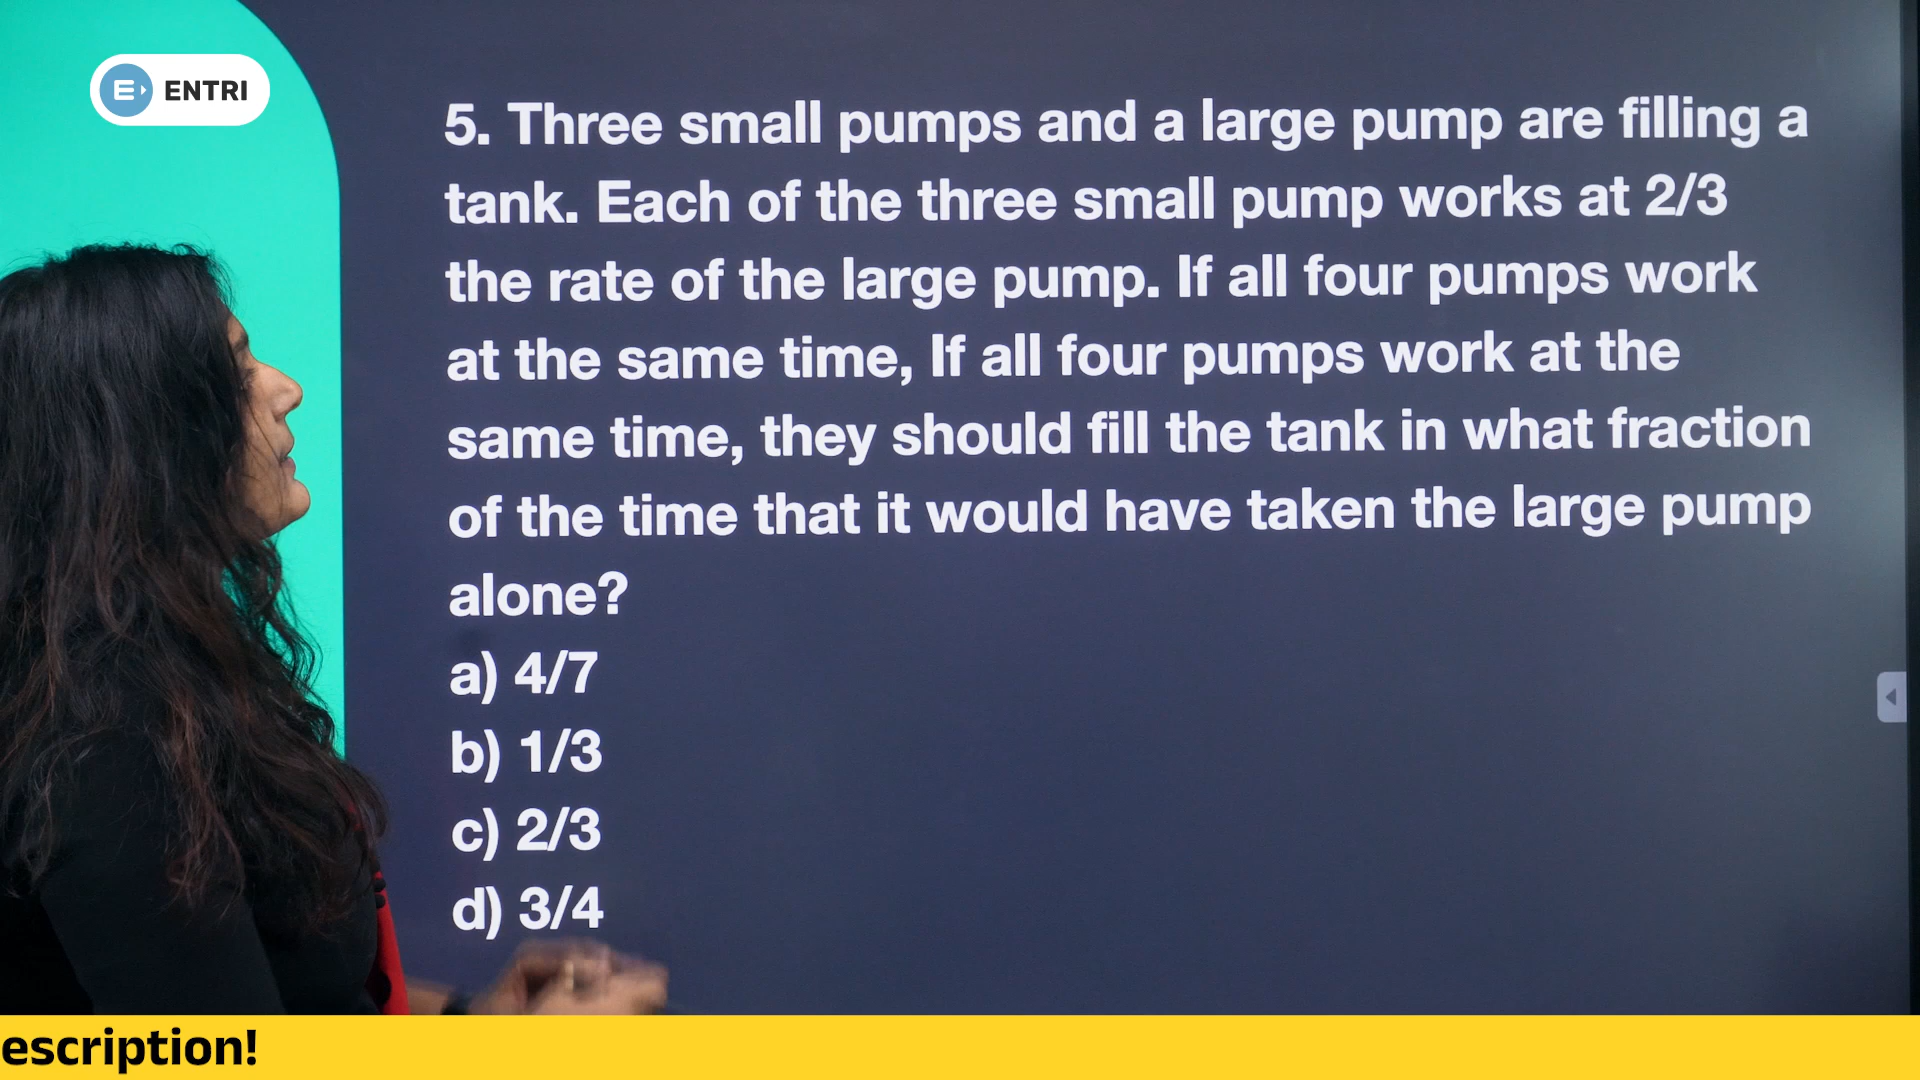 ENTRI
5. Three small pumps and a large pump are filling a
tank. Each of the three small pump works at 2/3
the rate of the large pump. If all four pumps work
at the same time, If all four pumps work at the
same time, they should fill the tank in what fraction
of the time that it would have taken the large pump
alone?
a) 4/7
b) 1/3
c) 2/3
d) 3/4
escription!